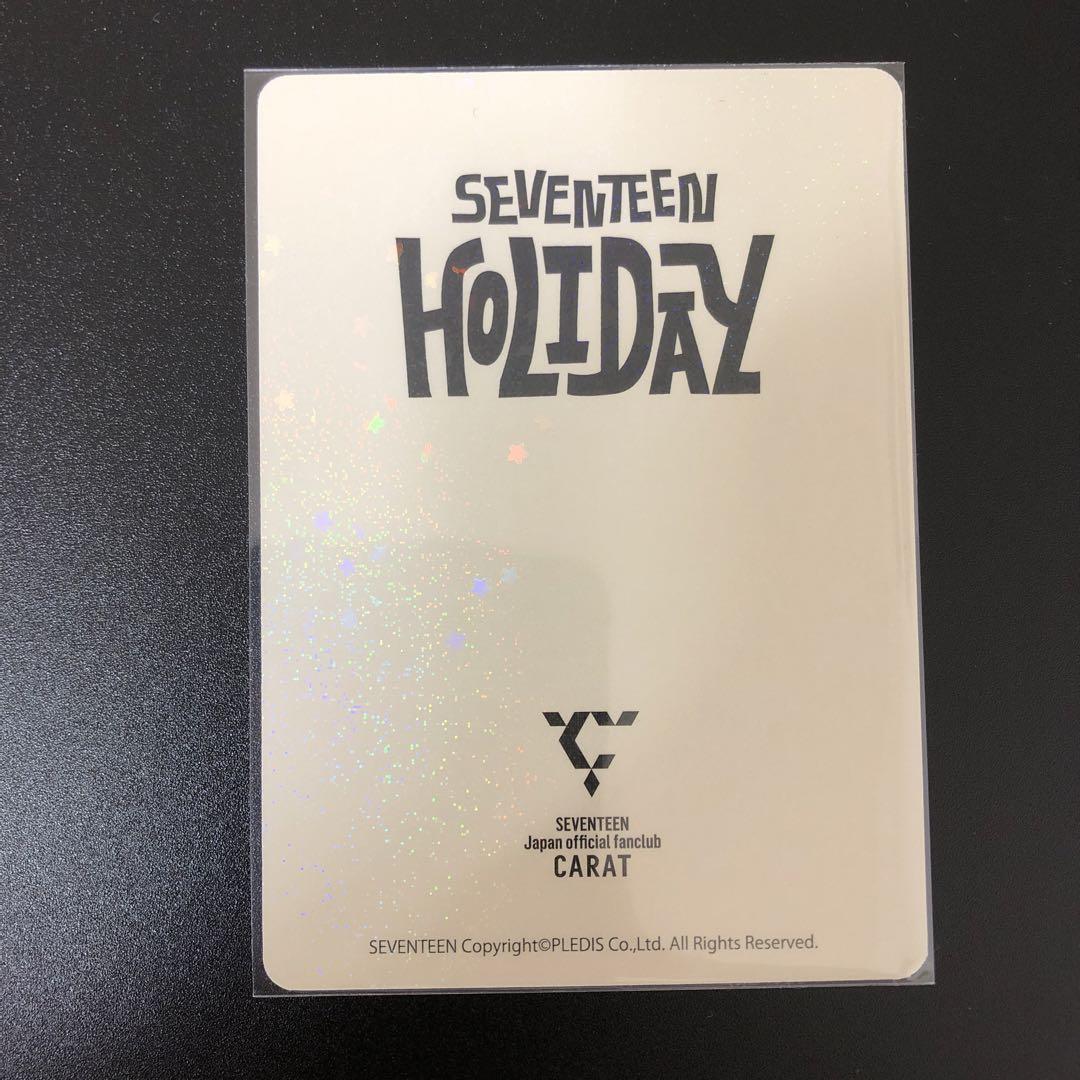 SEVENTEEN
HOLIDAY
SEVENTEEN
Japan official fanclub
CARAT
SEVENTEEN Copyright©PLEDIS Co.,Ltd. All Rights Reserved.